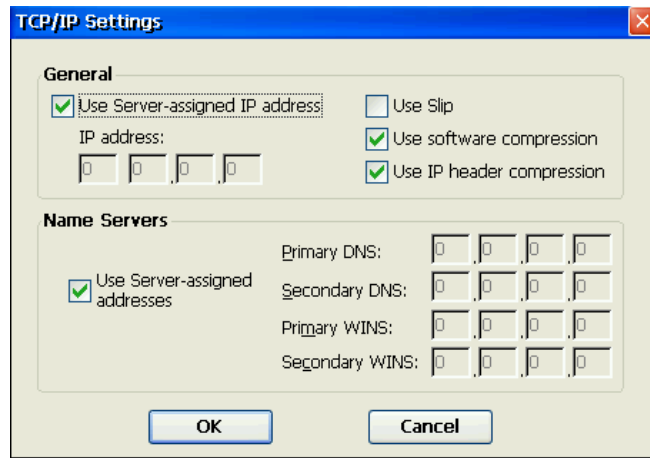 TCP/IP Settings
General
Use Server-assigned IP address
Use Slip
IP address:
Use software compression
0 .0 .0 .0
Use IP header compression
Name Servers
Primary DNS: 0 .0 .0 .0
Use Server-assigned
addresses
Secondary DNS: 0 .0 .0 .0
Primary WINS: 0 .0 .0 .0
Secondary WINS: 0 .0 .0 .0
OK
Cancel